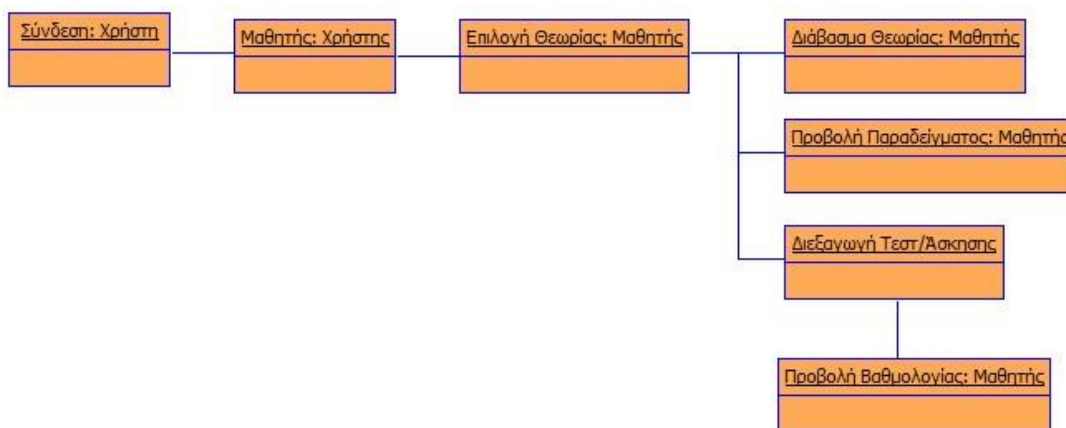 Σύνδεση: Χρήστη
Μαθητής: Χρήστης
Επιλογή Θεωρίας: Μαθητής
Διάβασμα Θεωρίας: Μαθητής
Προβολή Παραδείγματος: Μαθητής
Διεξαγωγή Τεστ/Άσκησης
Προβολή Βαθμολογίας: Μαθητής